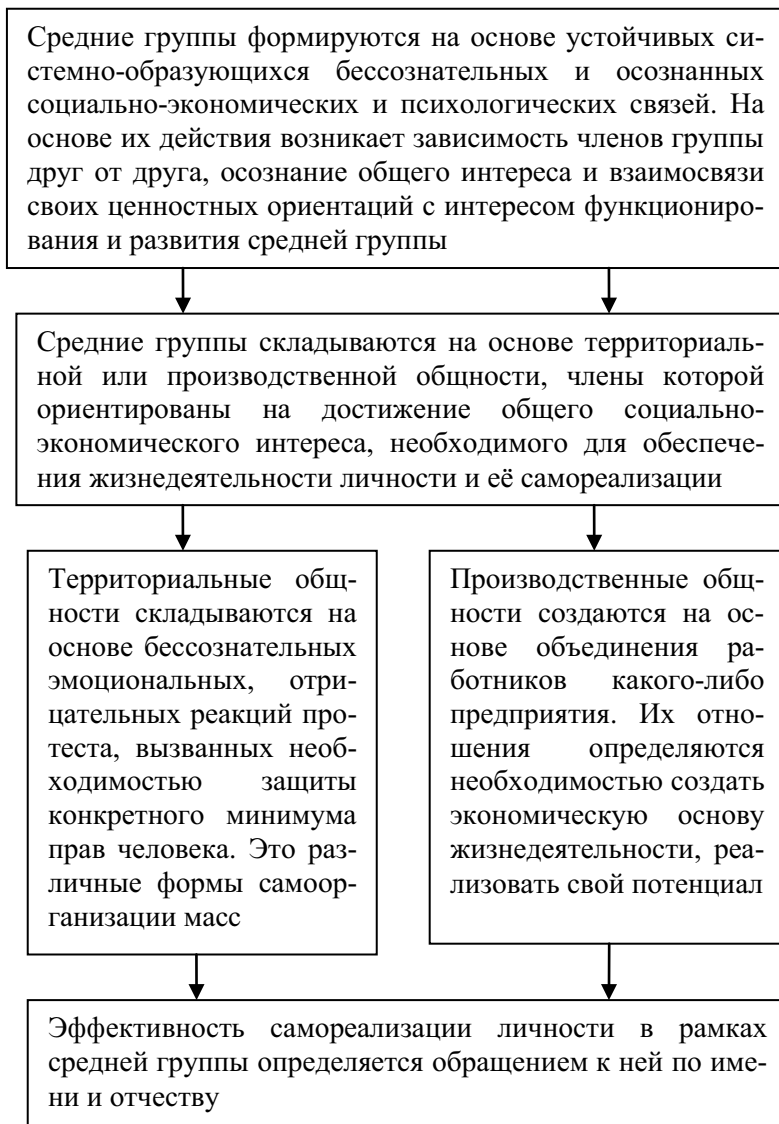 Средние группы формируются на основе устойчивых си-
стемно-образующихся бессознательных и осознанных
социально-экономических и психологических связей. На
основе их действия возникает зависимость членов группы
друг от друга, осознание общего интереса и взаимосвязи
своих ценностных ориентаций с интересом функциониро-
вания и развития средней группы
Средние группы складываются на основе территориаль-
ной или производственной общности, члены которой
ориентированы на достижение общего социально-
экономического интереса, необходимого для обеспече-
ния жизнедеятельности личности и её самореализации
Территориальные общ-
ности складываются на
основе бессознательных
эмоциональных, отри-
цательных реакций про-
теста, вызванных необ-
ходимостью защиты
конкретного минимума
прав человека. Это раз-
личные формы самоор-
ганизации масс
Производственные общ-
ности создаются на ос-
нове объединения ра-
ботников какого-либо
предприятия. Их отно-
шения определяются
необходимостью создать
экономическую основу
жизнедеятельности, реа-
лизовать свой потенциал
Эффективность самореализации личности в рамках
средней группы определяется обращением к ней по име-
ни и отчеству